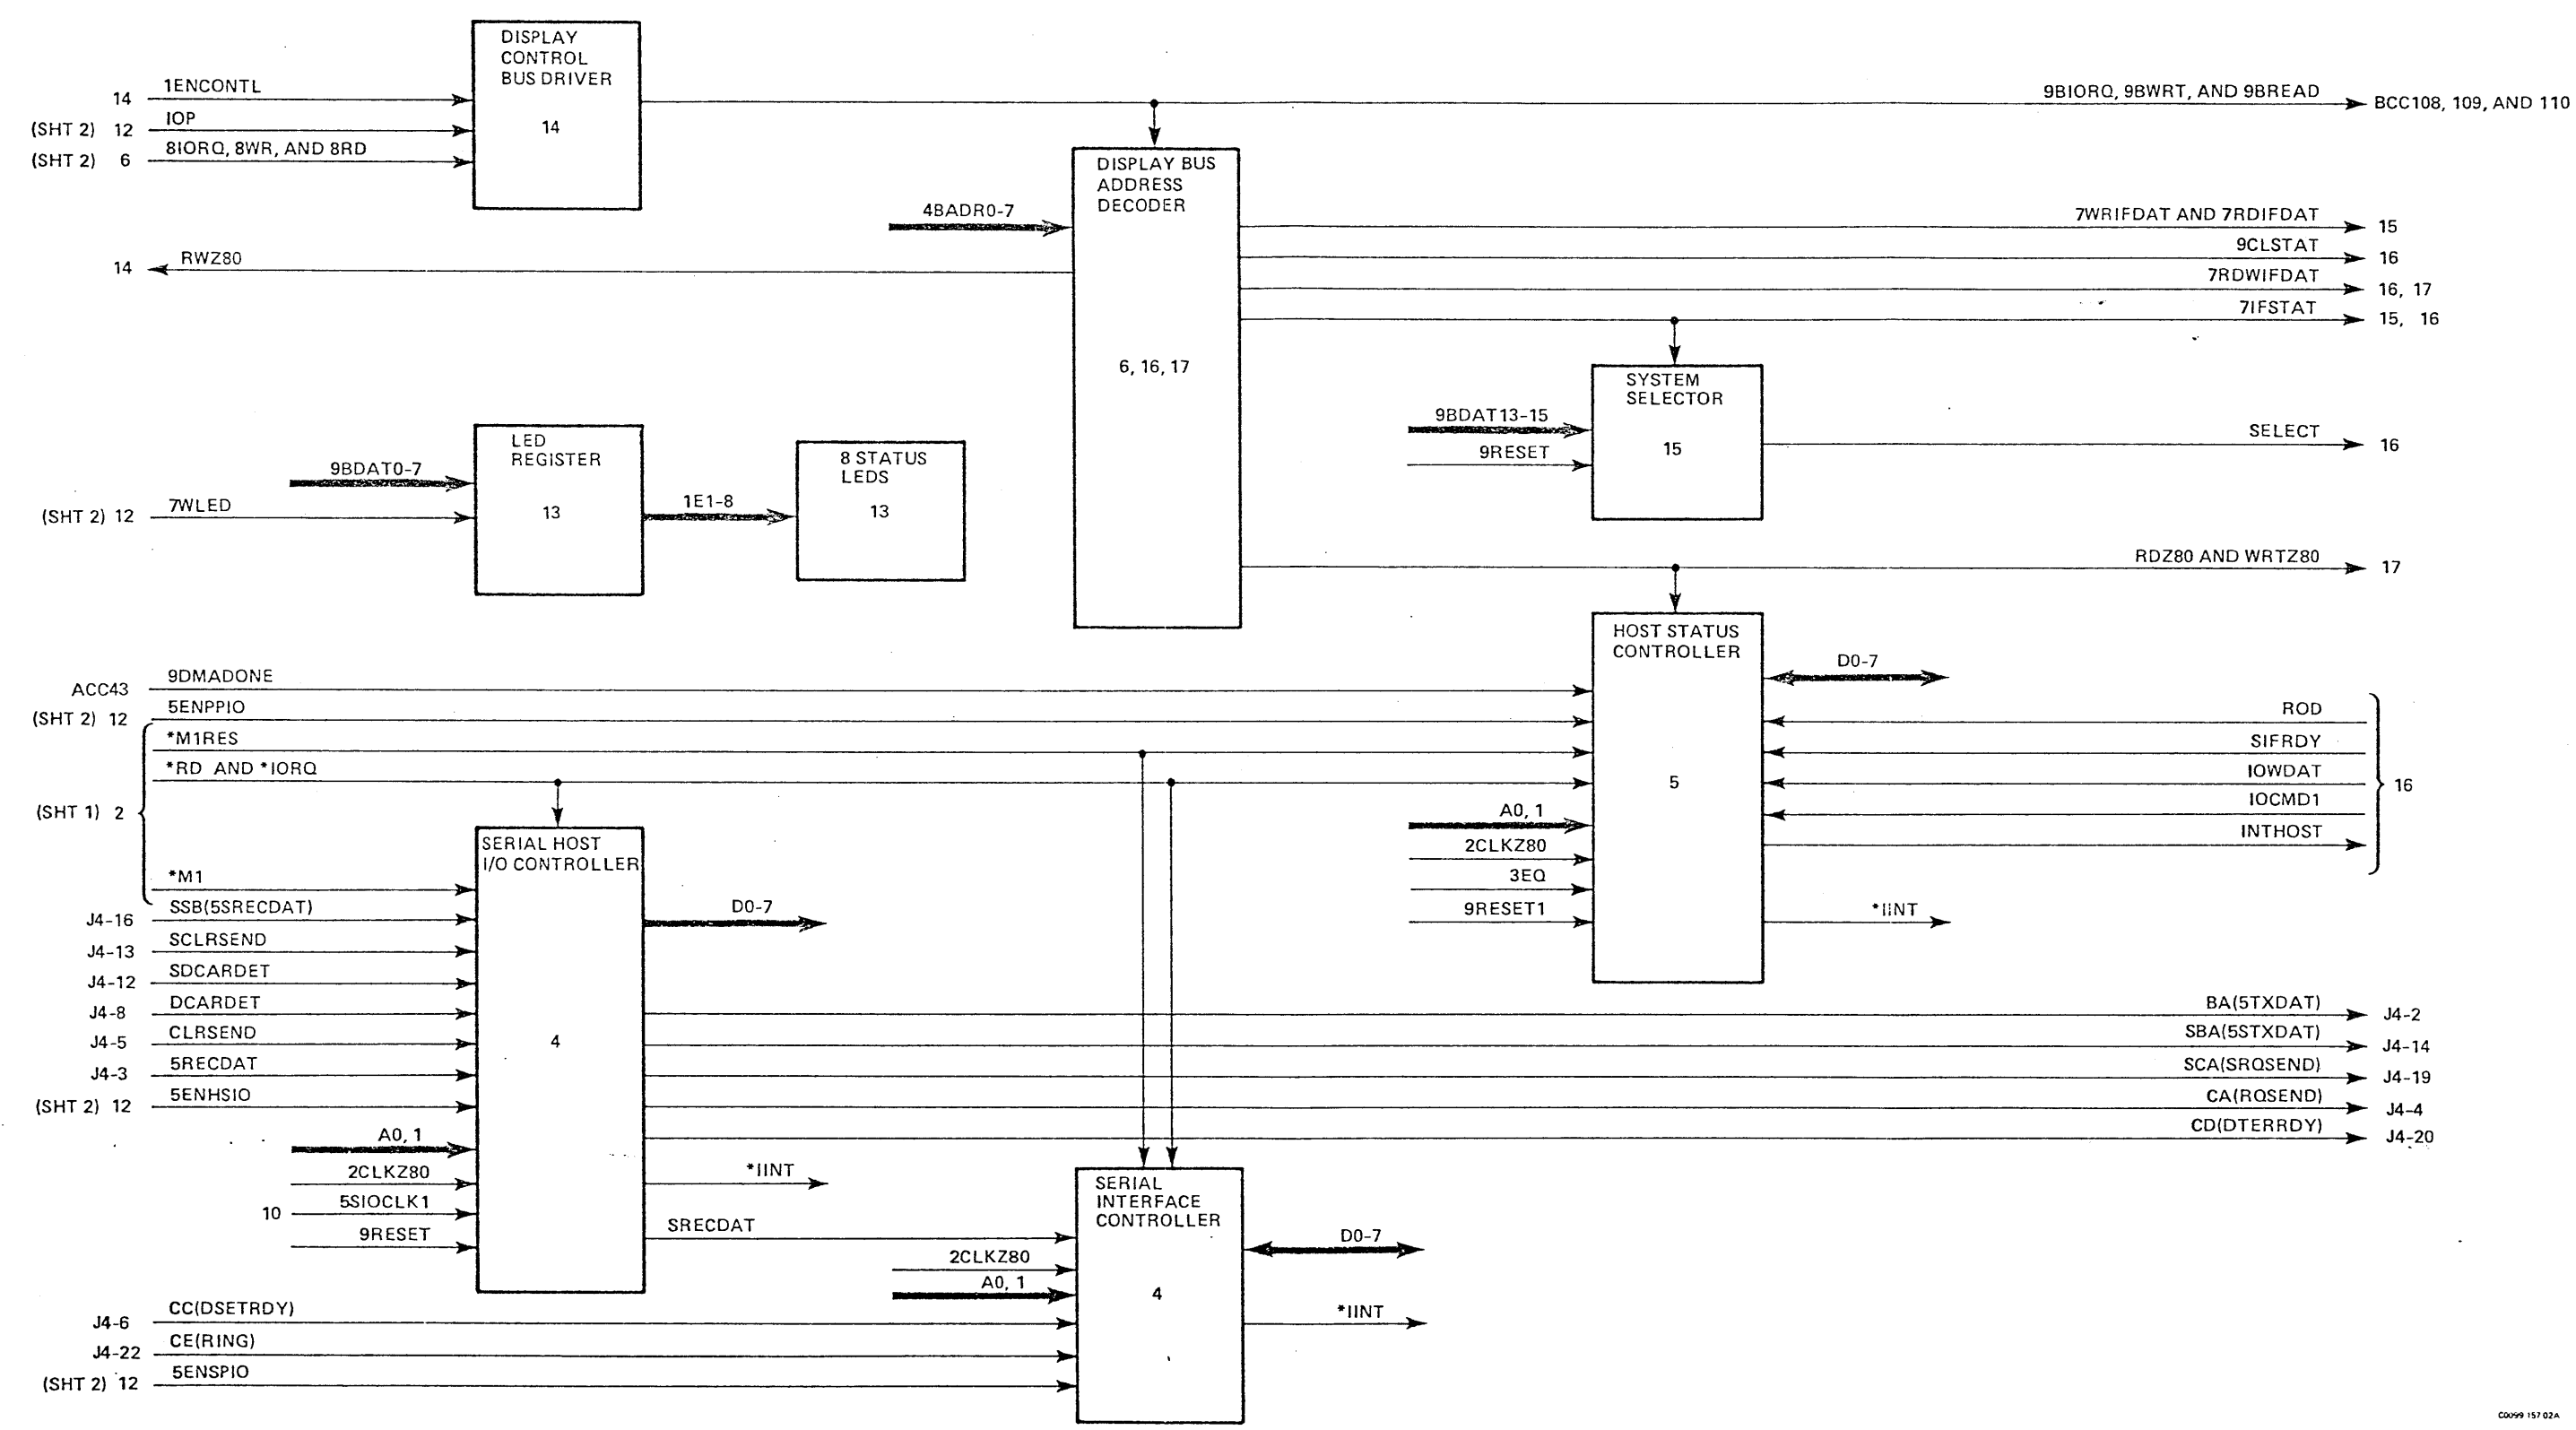 DISPLAY
CONTROL
BUS DRIVER
14
14 1ENCONTL
(SHT 2) 12 IOP
(SHT 2) 6 8IORQ, 8WR, AND 8RD
9BIORQ, 9BWRT, AND 9BREAD BCC108, 109, AND 110
DISPLAY BUS
ADDRESS
DECODER
6, 16, 17
4BADR0-7
14 RWZ80
7WRIFDAT AND 7RDIFDAT 15
9CLSTAT 16
7RDWIFDAT 16, 17
7IFSTAT 15, 16
SYSTEM
SELECTOR
15
9BDAT13-15
9RESET
SELECT 16
LED
REGISTER
13
9BDAT0-7
(SHT 2) 12 7WLED
1E1-8
8 STATUS
LEDS
13
RDZ80 AND WRTZ80 17
HOST STATUS
CONTROLLER
5
D0-7
ACC43 9DMADONE
(SHT 2) 12 5ENPPIO
*M1RES
*RD AND *IORQ
(SHT 1) 2
*M1
ROD
SIFRDY
IOWDAT
IOCMD1
INTHOST
16
A0, 1
2CLKZ80
3EQ
9RESET1
*IINT
SERIAL HOST
I/O CONTROLLER
4
D0-7
J4-16 SSB(5SRECDAT)
J4-13 SCLRSEND
J4-12 SDCARDET
J4-8 DCARDET
J4-5 CLRSEND
J4-3 5RECDAT
(SHT 2) 12 5ENHSIO
A0, 1
2CLKZ80
10 5SIOCLK1
9RESET
BA(5TXDAT) J4-2
SBA(5STXDAT) J4-14
SCA(SRQSEND) J4-19
CA(RQSEND) J4-4
CD(DTERRDY) J4-20
*IINT
SRECDAT
SERIAL
INTERFACE
CONTROLLER
4
2CLKZ80
A0, 1
D0-7
*IINT
J4-6 CC(DSETRDY)
J4-22 CE(RING)
(SHT 2) 12 5ENSPIO
C0099 157 02A